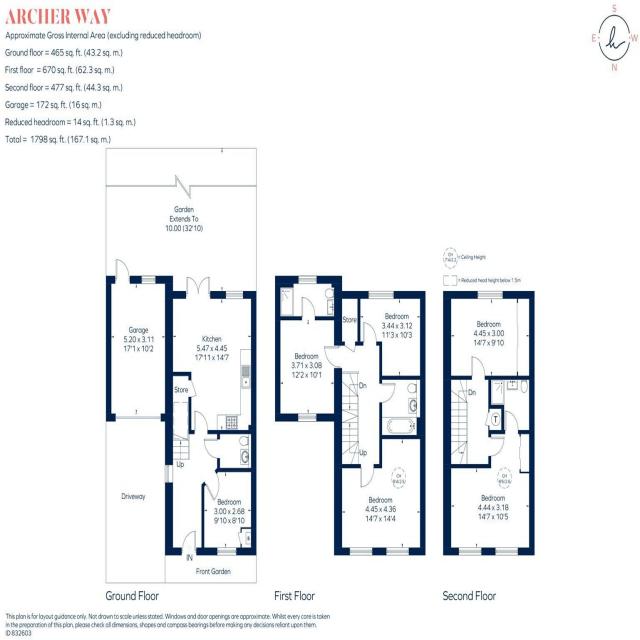 ARCHER WAY
Approximate Gross Internal Area (excluding reduced headroom)
Ground floor = 465 sq. ft. (43.2 sq. m.)
First floor = 670 sq. ft. (62.3 sq. m.)
Second floor = 477 sq. ft. (44.3 sq. m.)
Garage = 172 sq. ft. (16 sq. m.)
Reduced headroom = 14 sq. ft. (1.3 sq. m.)
Total = 1798 sq. ft. (167.1 sq. m.)
S
E
W
N
h
Garden
Extends To
10.00 (32'10)
= Ceiling Height
= Reduced head height below 1.5m
Garage
5.20 x 3.11
17'1 x 10'2
Kitchen
5.47 x 4.45
17'11 x 14'7
Store
Up
Driveway
Bedroom
3.00 x 2.68
9'10 x 8'10
IN
Front Garden
Ground Floor
Bedroom
3.71 x 3.08
12'2 x 10'1
Store
Bedroom
3.44 x 3.12
11'3 x 10'3
Dn
Up
CH
Bedroom
4.45 x 4.36
14'7 x 14'4
First Floor
Bedroom
4.45 x 3.00
14'7 x 9'10
Dn
T
CH
Bedroom
4.44 x 3.18
14'7 x 10'5
Second Floor
This plan is for layout guidance only. Not drawn to scale unless stated. Windows and door openings are approximate. Whilst every care is taken
in the preparation of this plan, please check all dimensions, shapes and compass bearings before making any decisions reliant upon them.
ID 832603